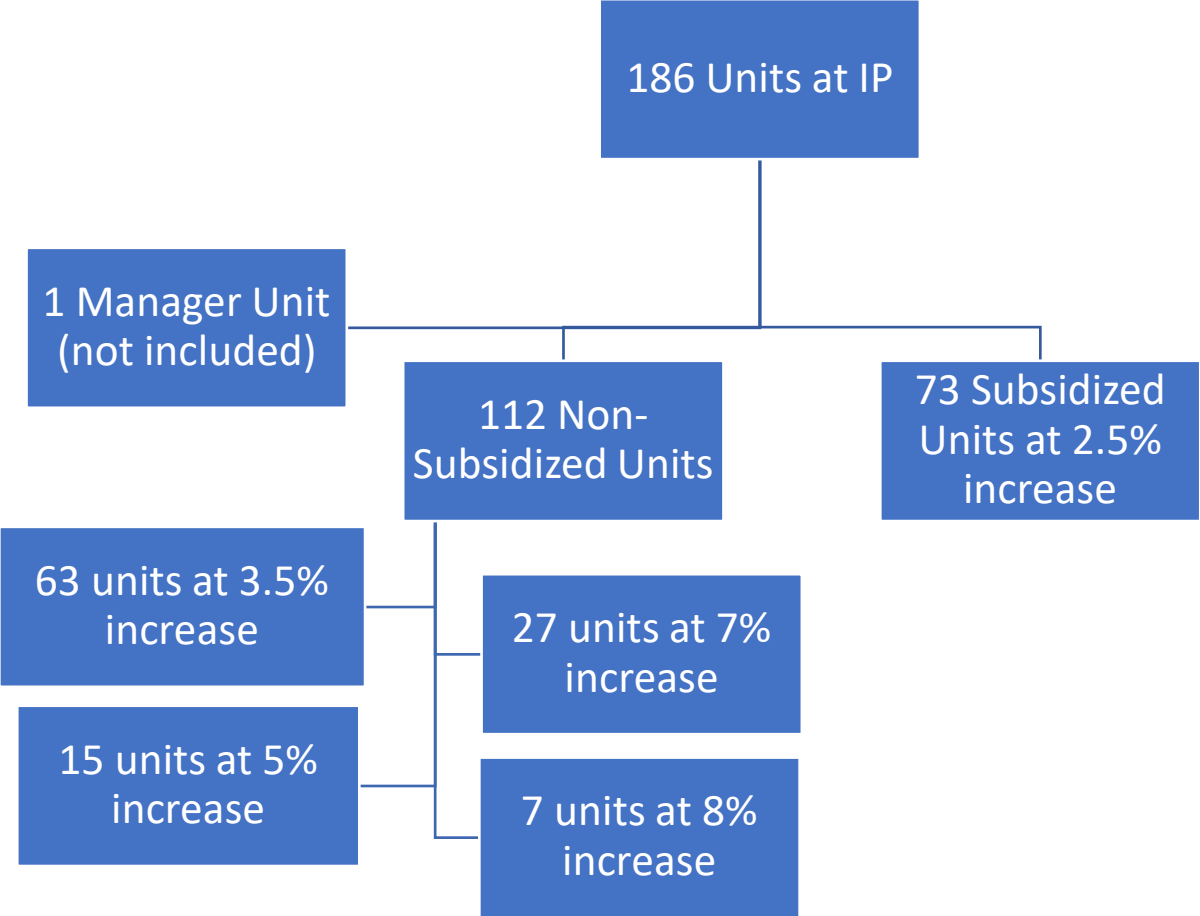 186 Units at IP
1 Manager Unit
(not included)
112 Non-
Subsidized Units
73 Subsidized
Units at 2.5%
increase
63 units at 3.5%
increase
27 units at 7%
increase
15 units at 5%
increase
7 units at 8%
increase